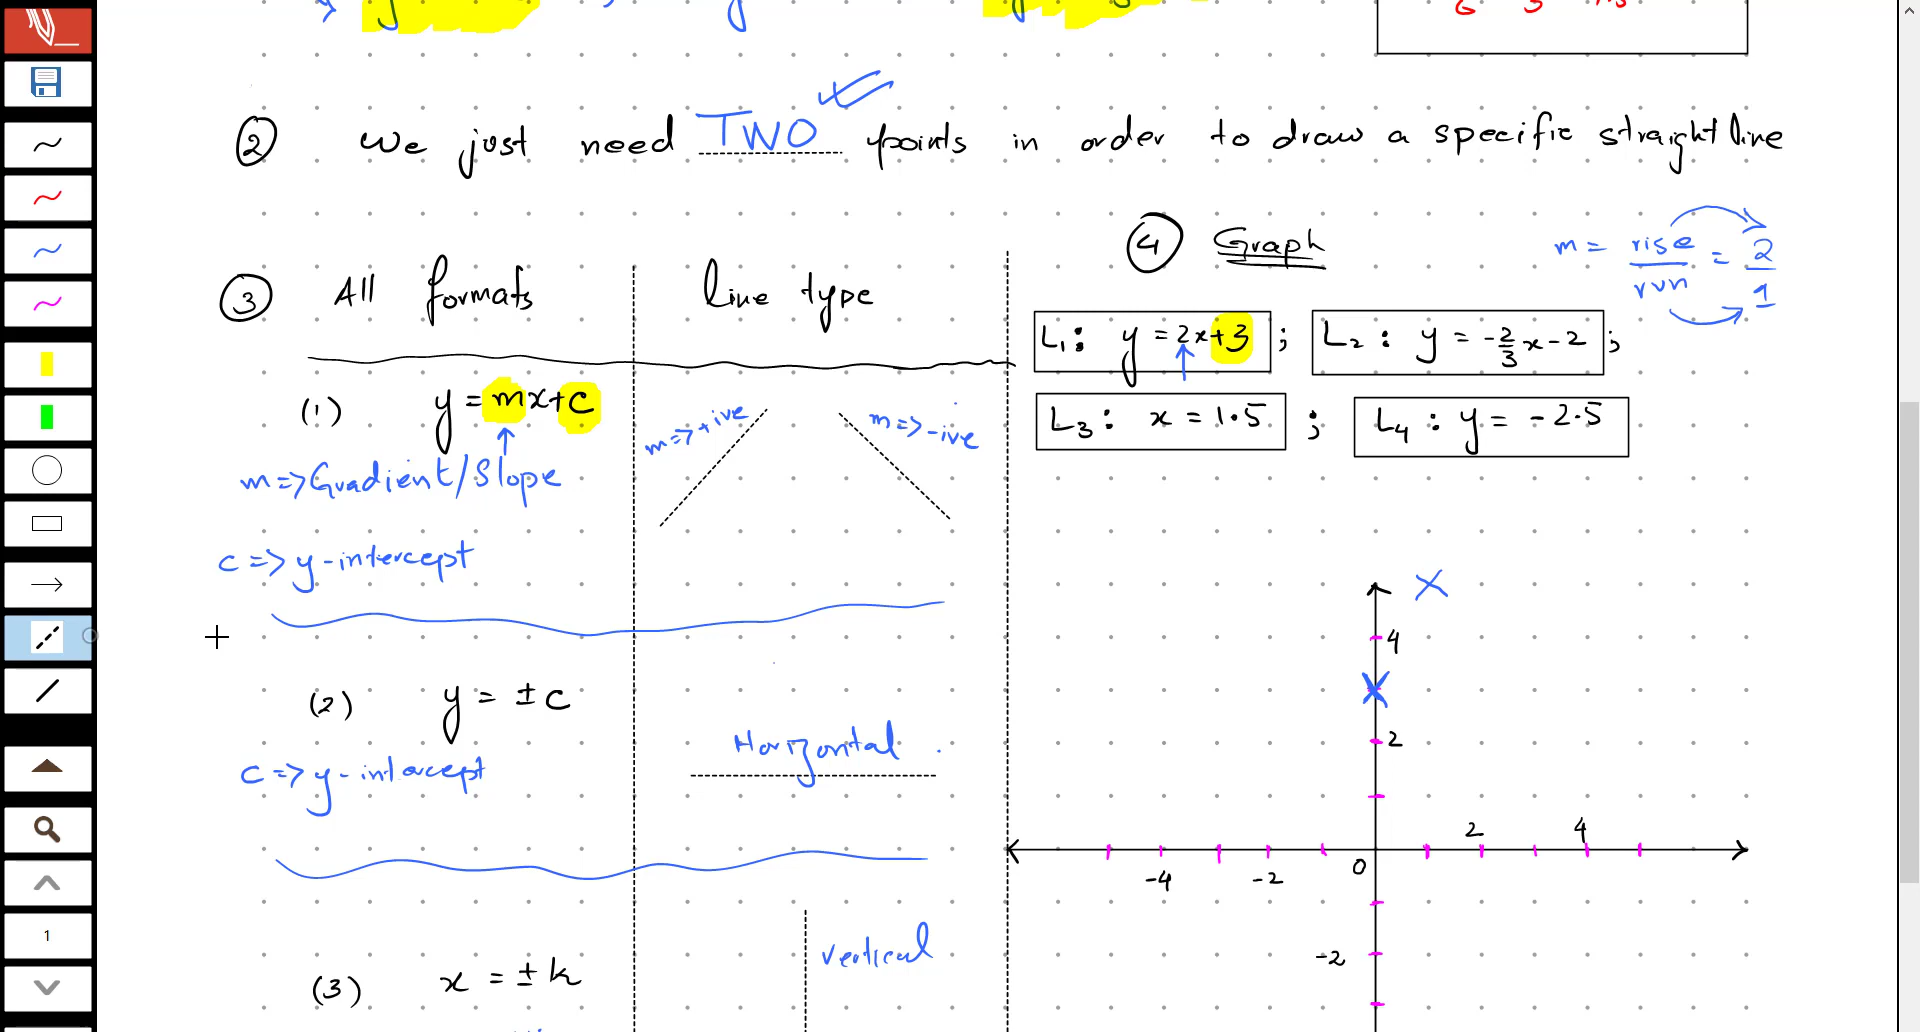 ② We just need TWO points in order to draw a specific straight line
③ All formats
Line type
(1) y = mx+c
m => Gradient/Slope
c => y-intercept
m => +ive
m => -ive
(2) y = ± c
c => y-intercept
Horizontal
(3) x = ± k
Vertical
④ Graph
m = rise/run = 2/1
L1: y = 2x+3 ;
L2 : y = -2/3 x - 2 ;
L3: x = 1.5 ;
L4 : y = -2.5
4
2
2 4
0
-4 -2
-2
1